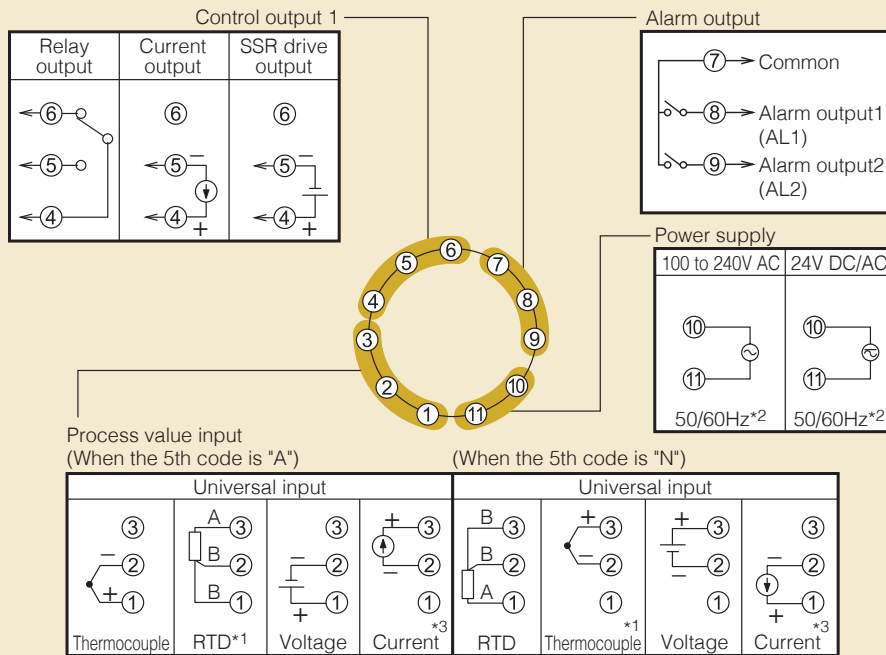 Control output 1
Relay output
Current output
SSR drive output
6
6
6
5
− 5
− 5
4
4 +
4 +
Alarm output
7 Common
8 Alarm output1
(AL1)
9 Alarm output2
(AL2)
Power supply
100 to 240V AC
24V DC/AC
10
10
11
11
50/60Hz*2
50/60Hz*2
6
5
7
4
8
3
9
2
10
1
11
Process value input
(When the 5th code is "A")
Universal input
3
− 2
+ 1
Thermocouple
A 3
B 2
B 1
RTD*1
3
− 2
+ 1
Voltage
+ 3
− 2
1
*3
Current
(When the 5th code is "N")
Universal input
B 3
B 2
A 1
RTD
+ 3
− 2
1
*1
Thermocouple
+ 3
− 2
1
Voltage
3
− 2
+ 1
*3
Current